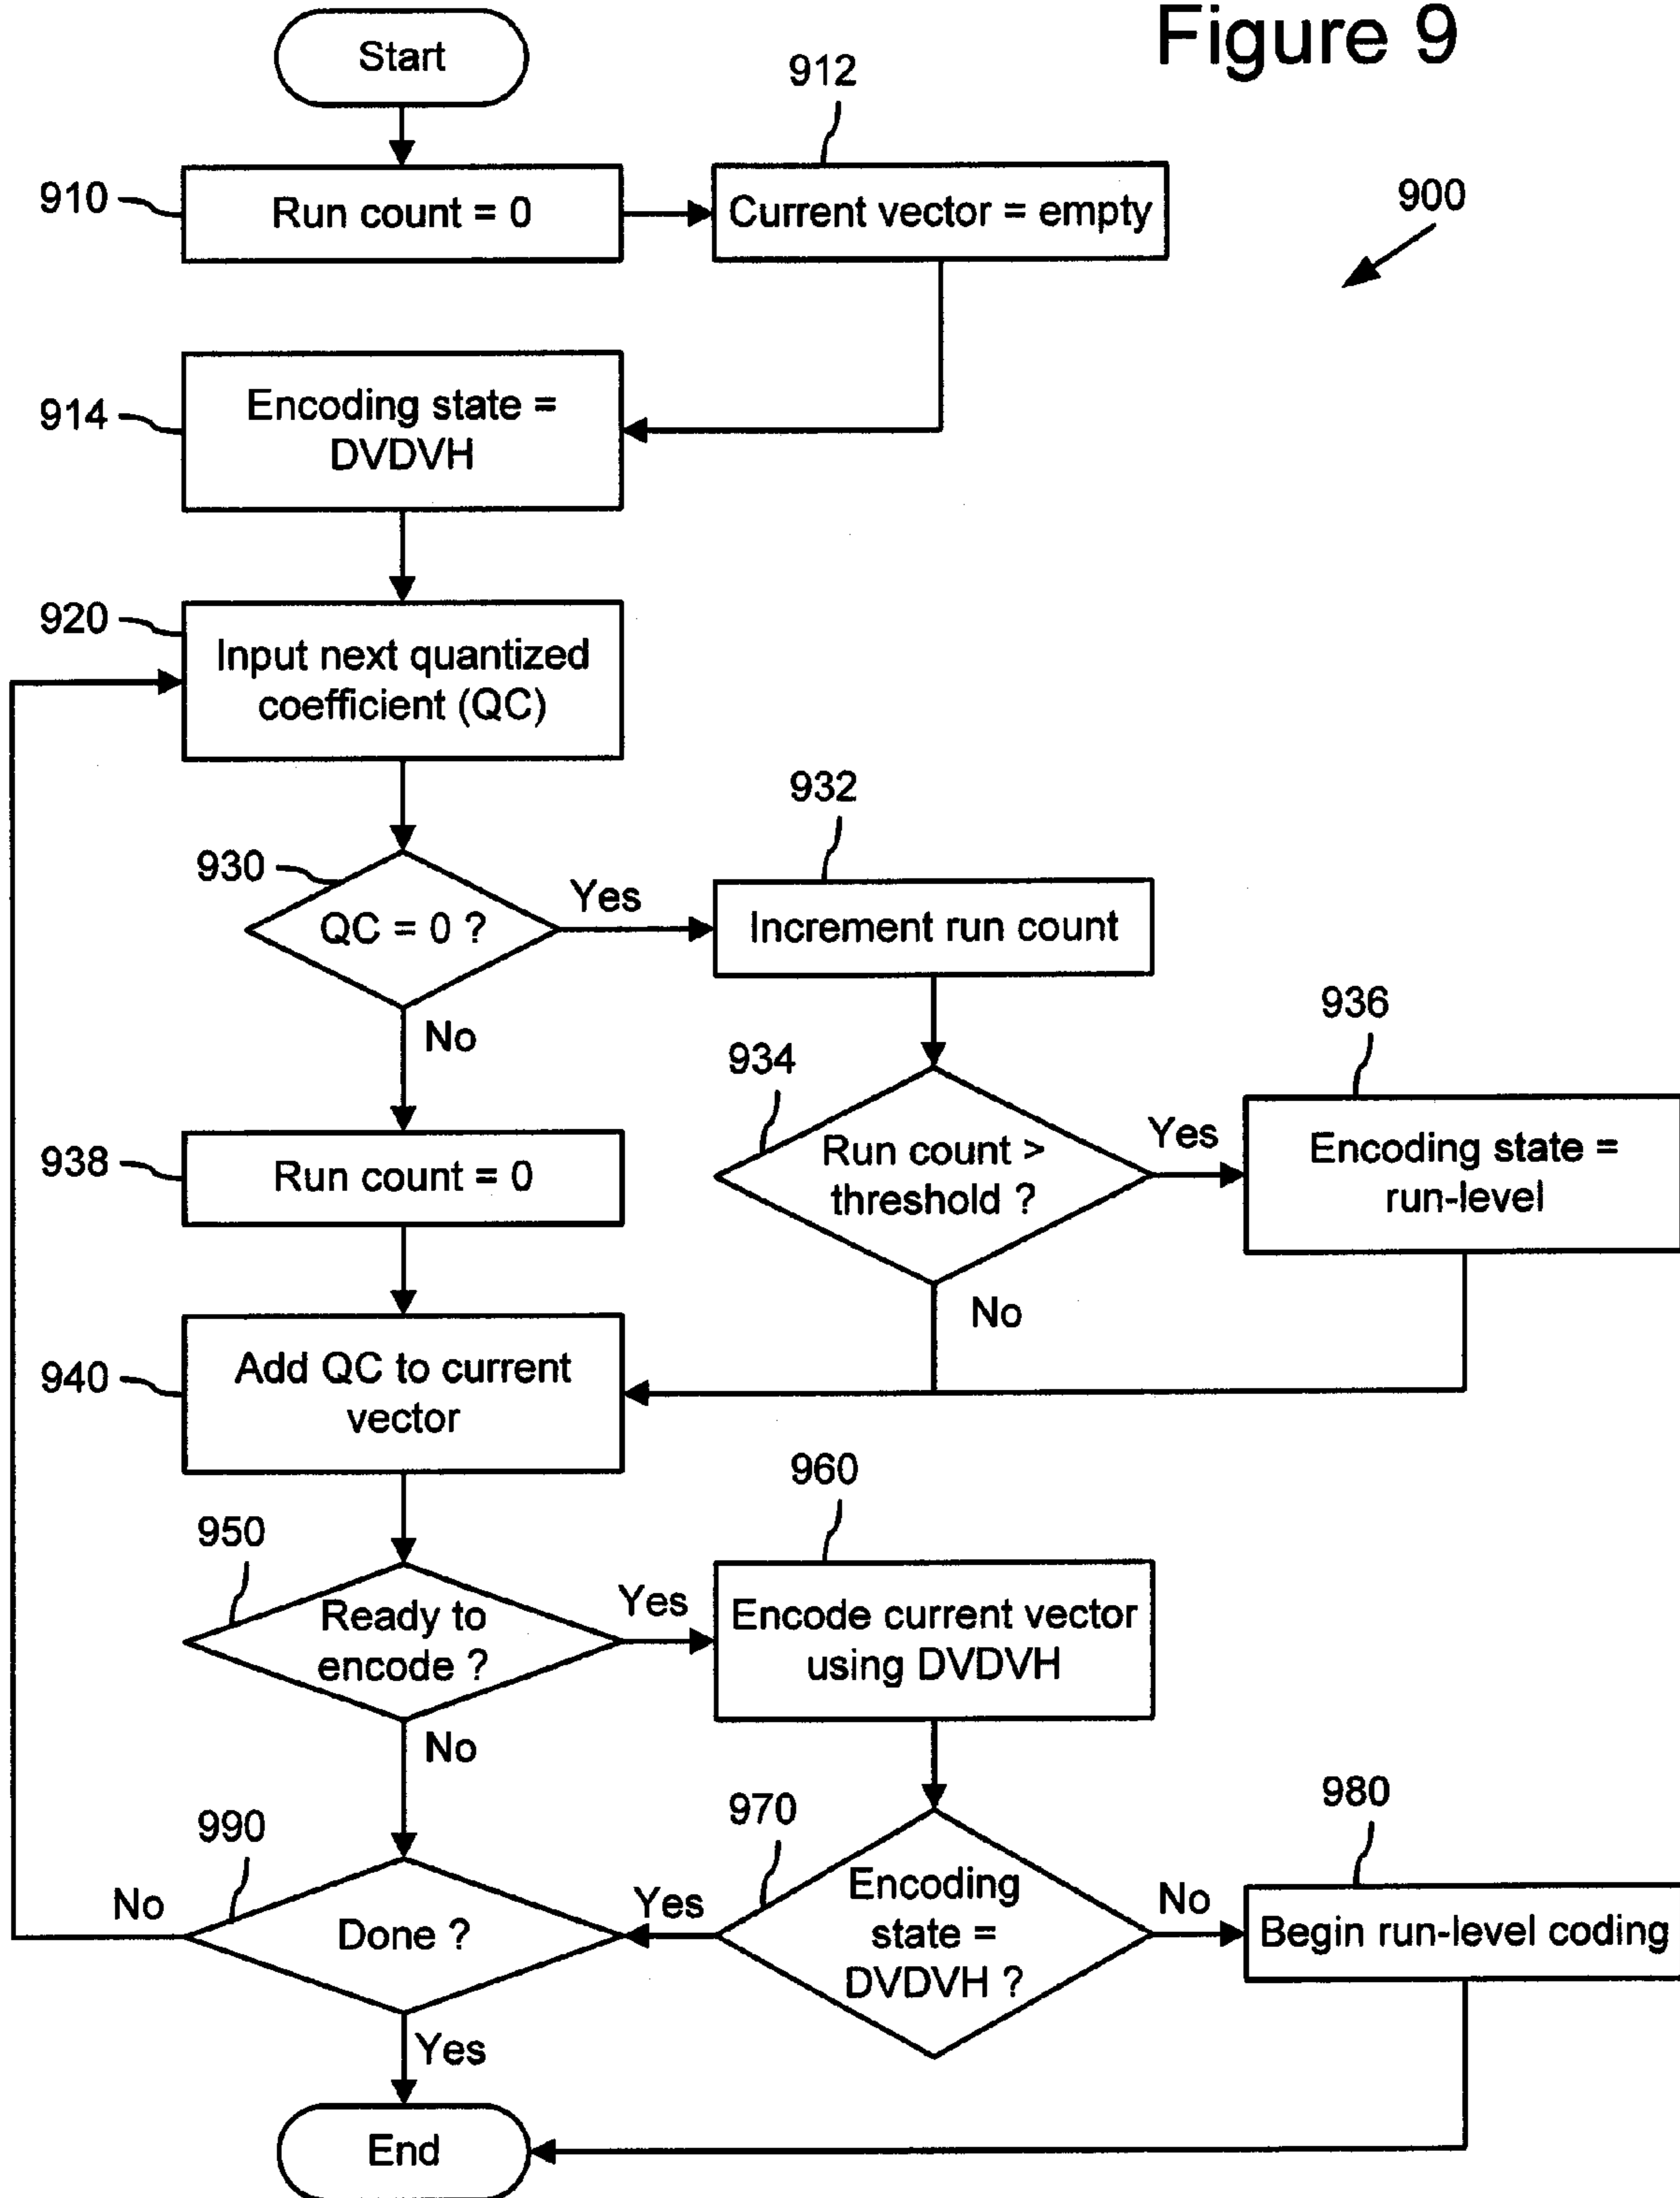 Figure 9
Start
912
910
Run count = 0
Current vector = empty
900
914
Encoding state =
DVDVH
920
Input next quantized
coefficient (QC)
932
930
QC = 0 ?
Yes
Increment run count
No
936
934
938
Run count = 0
Run count >
threshold ?
Yes
Encoding state =
run-level
No
940
Add QC to current
vector
960
950
Ready to
encode ?
Yes
Encode current vector
using DVDVH
No
990
970
980
No
Done ?
Yes
Encoding
state =
DVDVH ?
No
Begin run-level coding
Yes
End